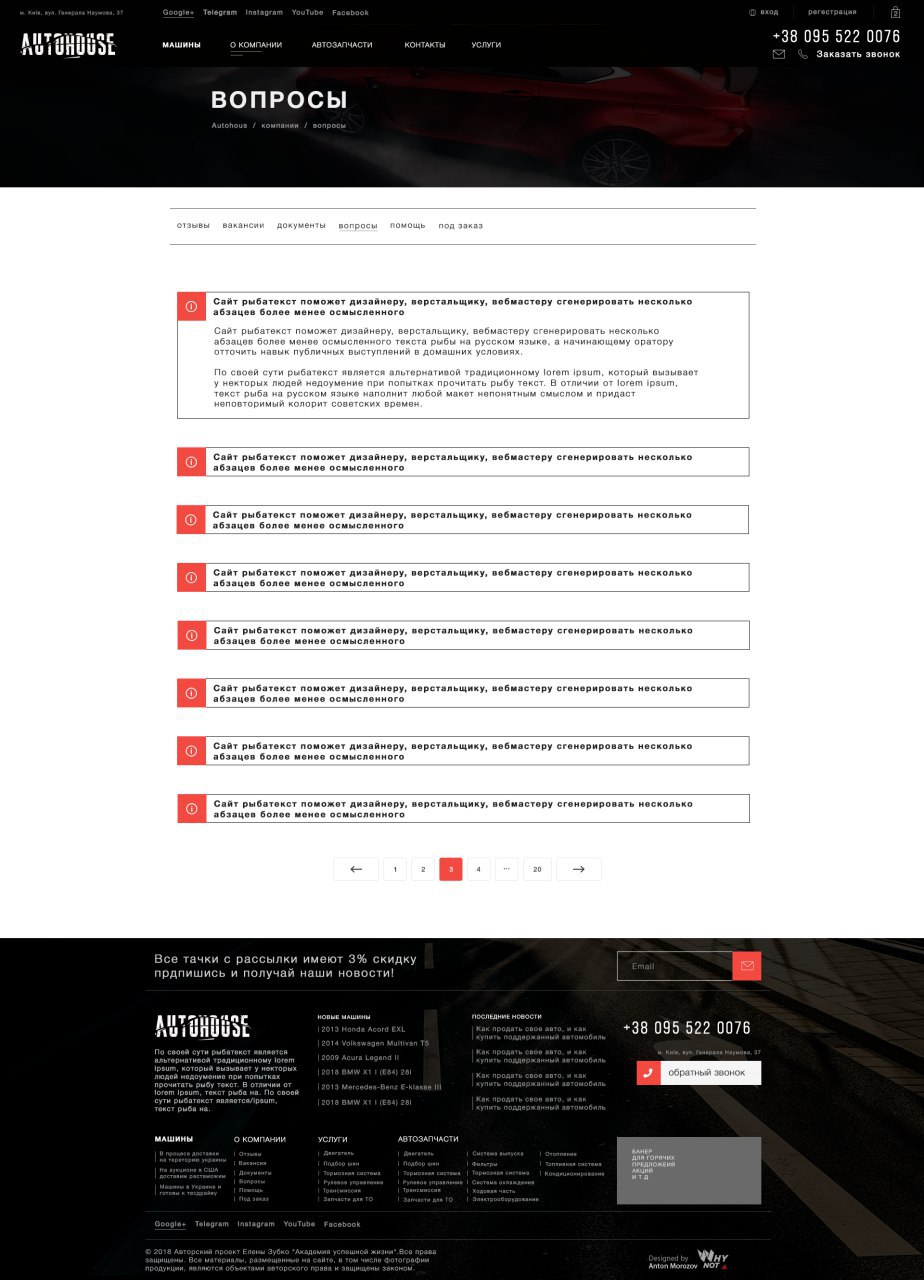 м. Київ, вул. Генерала Наумова, 37
Google+ Telegram Instagram YouTube Facebook
вход
регистрация
2
AUTOHOUSE
МАШИНЫ О КОМПАНИИ АВТОЗАПЧАСТИ КОНТАКТЫ УСЛУГИ
+38 095 522 0076
Заказать звонок
ВОПРОСЫ
Autohous / компании / вопросы
отзывы вакансии документы вопросы помощь под заказ
Сайт рыбатекст поможет дизайнеру, верстальщику, вебмастеру сгенерировать несколько
абзацев более менее осмысленного
Сайт рыбатекст поможет дизайнеру, верстальщику, вебмастеру сгенерировать несколько
абзацев более менее осмысленного текста рыбы на русском языке, а начинающему оратору
отточить навык публичных выступлений в домашних условиях.
По своей сути рыбатекст является альтернативой традиционному lorem ipsum, который вызывает
у некторых людей недоумение при попытках прочитать рыбу текст. В отличии от lorem ipsum,
текст рыба на русском языке наполнит любой макет непонятным смыслом и придаст
неповторимый колорит советских времен.
Сайт рыбатекст поможет дизайнеру, верстальщику, вебмастеру сгенерировать несколько
абзацев более менее осмысленного
Сайт рыбатекст поможет дизайнеру, верстальщику, вебмастеру сгенерировать несколько
абзацев более менее осмысленного
Сайт рыбатекст поможет дизайнеру, верстальщику, вебмастеру сгенерировать несколько
абзацев более менее осмысленного
Сайт рыбатекст поможет дизайнеру, верстальщику, вебмастеру сгенерировать несколько
абзацев более менее осмысленного
Сайт рыбатекст поможет дизайнеру, верстальщику, вебмастеру сгенерировать несколько
абзацев более менее осмысленного
Сайт рыбатекст поможет дизайнеру, верстальщику, вебмастеру сгенерировать несколько
абзацев более менее осмысленного
Сайт рыбатекст поможет дизайнеру, верстальщику, вебмастеру сгенерировать несколько
абзацев более менее осмысленного
1 2 3 4 ... 20
Все тачки с рассылки имеют 3% скидку
прдпишись и получай наши новости!
Email
AUTOHOUSE
По своей сути рыбатекст является
альтернативой традиционному lorem
ipsum, который вызывает у некторых
людей недоумение при попытках
прочитать рыбу текст. В отличии от
lorem ipsum, текст рыба на. По своей
сути рыбатекст является/ipsum,
текст рыба на.
НОВЫЕ МАШИНЫ
2013 Honda Acord EXL
2014 Volkswagen Multivan T5
2009 Acura Legend II
2018 BMW X1 I (E84) 28I
2013 Mercedes-Benz E-klasse III
2018 BMW X1 I (E84) 28I
ПОСЛЕДНИЕ НОВОСТИ
Как продать свое авто, и как
купить поддержанный автомобиль
Как продать свое авто, и как
купить поддержанный автомобиль
Как продать свое авто, и как
купить поддержанный автомобиль
Как продать свое авто, и как
купить поддержанный автомобиль
+38 095 522 0076
м. Київ, вул. Генерала Наумова, 37
обратный звонок
МАШИНЫ
В процесе доставки
на територию украины
На аукционе в США
доставим растаможим
Машины в Украине и
готовы к тесдрайву
О КОМПАНИИ
Отзывы
Вакансии
Документы
Вопросы
Помощь
Под заказ
УСЛУГИ
Двигатель
Подбор шин
Тормозная система
Рулевое управление
Трансмиссия
Запчасти для ТО
АВТОЗАПЧАСТИ
Двигатель
Подбор шин
Тормозная система
Рулевое управление
Трансмиссия
Запчасти для ТО
Система выпуска
Фильтры
Тормозная система
Система охлаждения
Ходовая часть
Электрооборудование
Отопление
Топливная система
Кондиционирование
БАНЕР
ДЛЯ ГОРЯЧИХ
ПРЕДЛОЖЕИЙ
АКЦИЙ
И Т Д
Google+ Telegram Instagram YouTube Facebook
© 2018 Авторский проект Елены Зубко "Академия успешной жизни".Все права
защищены. Все материалы, размещенные на сайте, в том числе фотографии
продукции, являются объектами авторского права и защищены законом.
Designed by
Anton Morozov
WHY
NOT